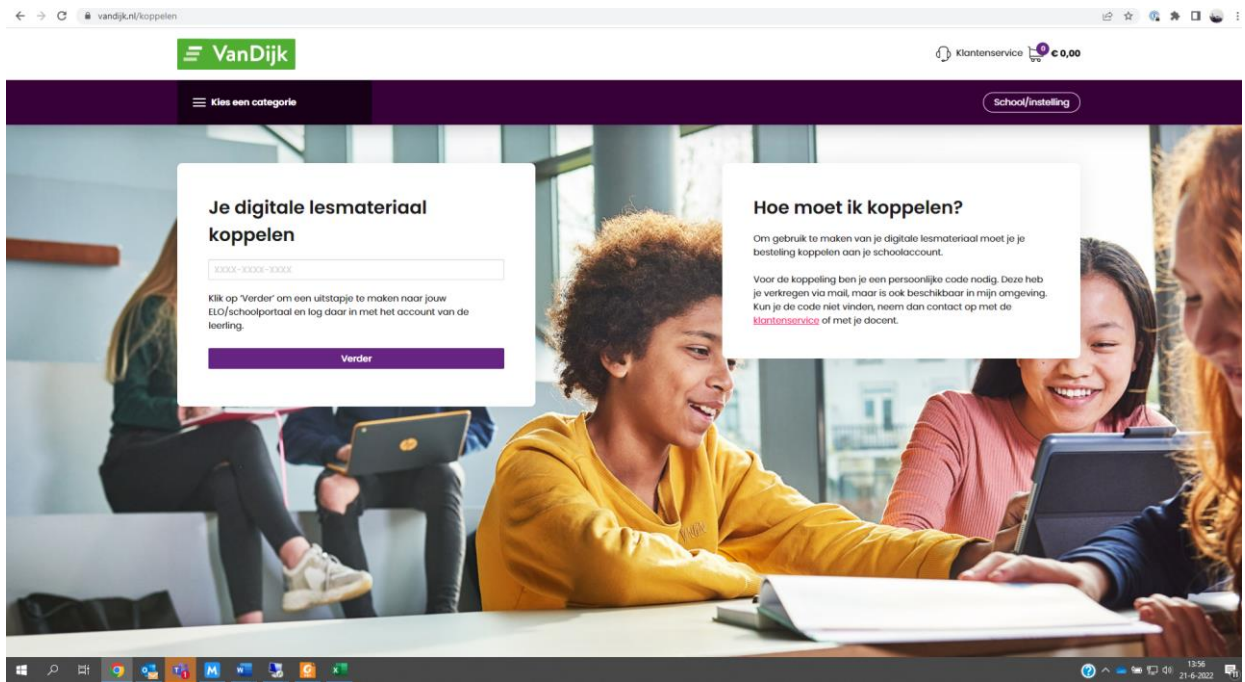 vandijk.nl/koppelen
VanDijk
Klantenservice 0 € 0,00
Kies een categorie
School/instelling
Je digitale lesmateriaal
koppelen
XXXX-XXXX-XXXX
Klik op 'Verder' om een uitstapje te maken naar jouw
ELO/schoolportaal en log daar in met het account van de
leerling.
Verder
Hoe moet ik koppelen?
Om gebruik te maken van je digitale lesmateriaal moet je je
bestelling koppelen aan je schoolaccount.
Voor de koppeling ben je een persoonlijke code nodig. Deze heb
je verkregen via mail, maar is ook beschikbaar in mijn omgeving.
Kun je de code niet vinden, neem dan contact op met de
klantenservice of met je docent.
13:56
21-6-2022